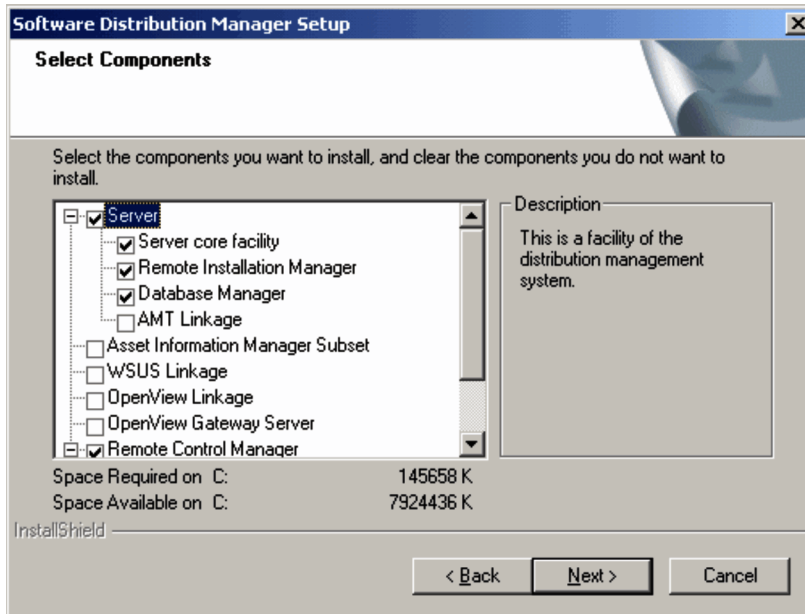 Software Distribution Manager Setup
Select Components
Select the components you want to install, and clear the components you do not want to
install.
Server
Server core facility
Remote Installation Manager
Database Manager
AMT Linkage
Asset Information Manager Subset
WSUS Linkage
OpenView Linkage
OpenView Gateway Server
Remote Control Manager
Description
This is a facility of the
distribution management
system.
Space Required on C: 145658 K
Space Available on C: 7924436 K
InstallShield
< Back Next > Cancel